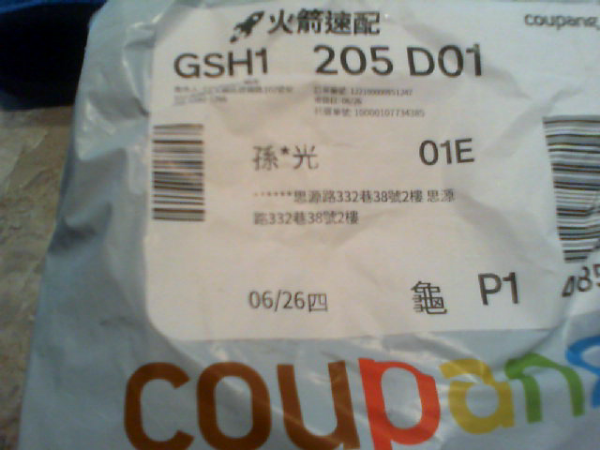 火箭速配
coupang
GSH1 205 D01
孫*光 01E
******思源路332巷38號2樓 思源
路332巷38號2樓
06/26四 龜 P1
coupang